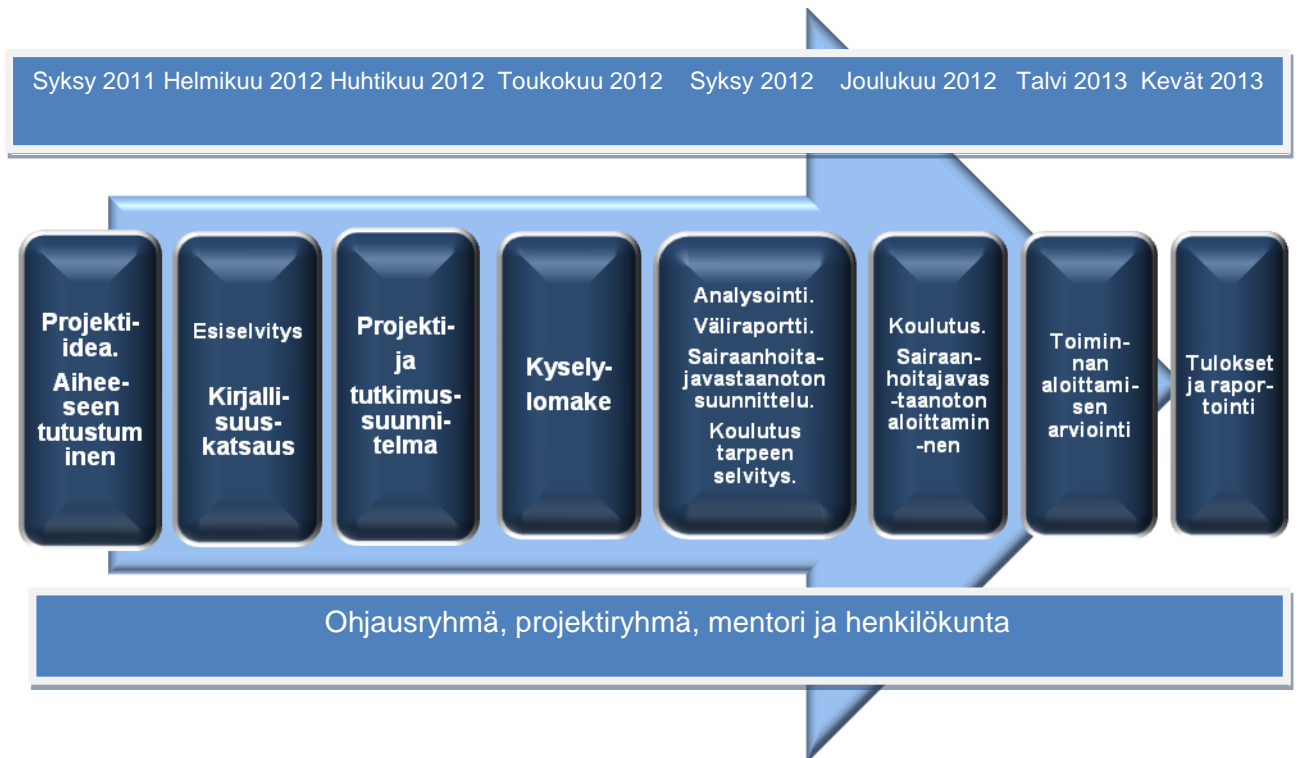 Syksy 2011 Helmikuu 2012 Huhtikuu 2012 Toukokuu 2012 Syksy 2012 Joulukuu 2012 Talvi 2013 Kevät 2013
Projekti-
idea.
Aihee-
seen
tutustum
inen
Esiselvitys
Kirjalli-
suus-
katsaus
Projekti-
ja
tutkimus-
suunni-
telma
Kysely-
lomake
Analysointi.
Väliraportti.
Sairaanhoita-
javastaanoton
suunnittelu.
Koulutus
tarpeen
selvitys.
Koulutus.
Sairaan-
hoitajavas
-taanoton
aloittamin
-nen
Toimin-
nan
aloittami-
sen
arviointi
Tulokset
ja rapor-
tointi
Ohjausryhmä, projektiryhmä, mentori ja henkilökunta